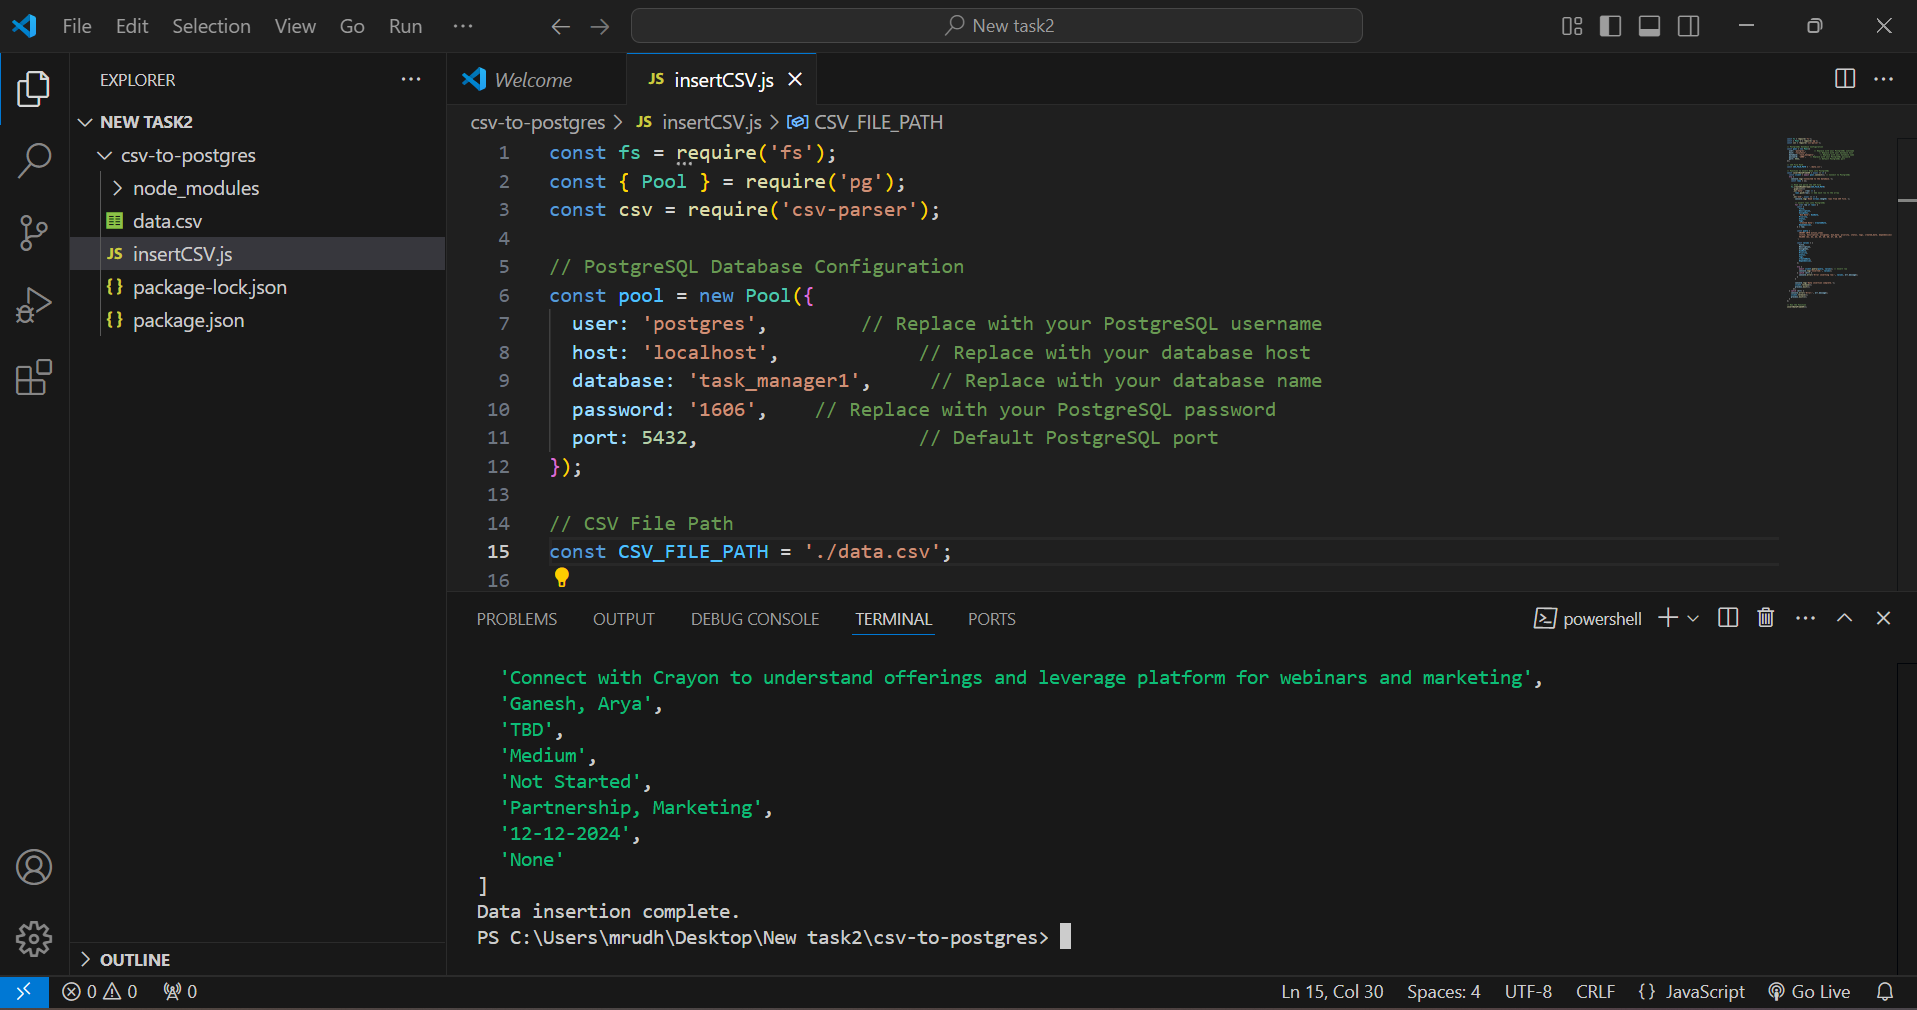 File Edit Selection View Go Run ··· New task2
EXPLORER ···
NEW TASK2
csv-to-postgres
node_modules
data.csv
JS insertCSV.js
{} package-lock.json
{} package.json
OUTLINE
Welcome JS insertCSV.js
csv-to-postgres > JS insertCSV.js > CSV_FILE_PATH
1 const fs = require('fs');
2 const { Pool } = require('pg');
3 const csv = require('csv-parser');
4
5 // PostgreSQL Database Configuration
6 const pool = new Pool({
7 user: 'postgres', // Replace with your PostgreSQL username
8 host: 'localhost', // Replace with your database host
9 database: 'task_manager1', // Replace with your database name
10 password: '1606', // Replace with your PostgreSQL password
11 port: 5432, // Default PostgreSQL port
12 });
13
14 // CSV File Path
15 const CSV_FILE_PATH = './data.csv';
16
PROBLEMS OUTPUT DEBUG CONSOLE TERMINAL PORTS powershell
'Connect with Crayon to understand offerings and leverage platform for webinars and marketing',
'Ganesh, Arya',
'TBD',
'Medium',
'Not Started',
'Partnership, Marketing',
'12-12-2024',
'None'
]
Data insertion complete.
PS C:\Users\mrudh\Desktop\New task2\csv-to-postgres>
0 0 0 Ln 15, Col 30 Spaces: 4 UTF-8 CRLF {} JavaScript Go Live